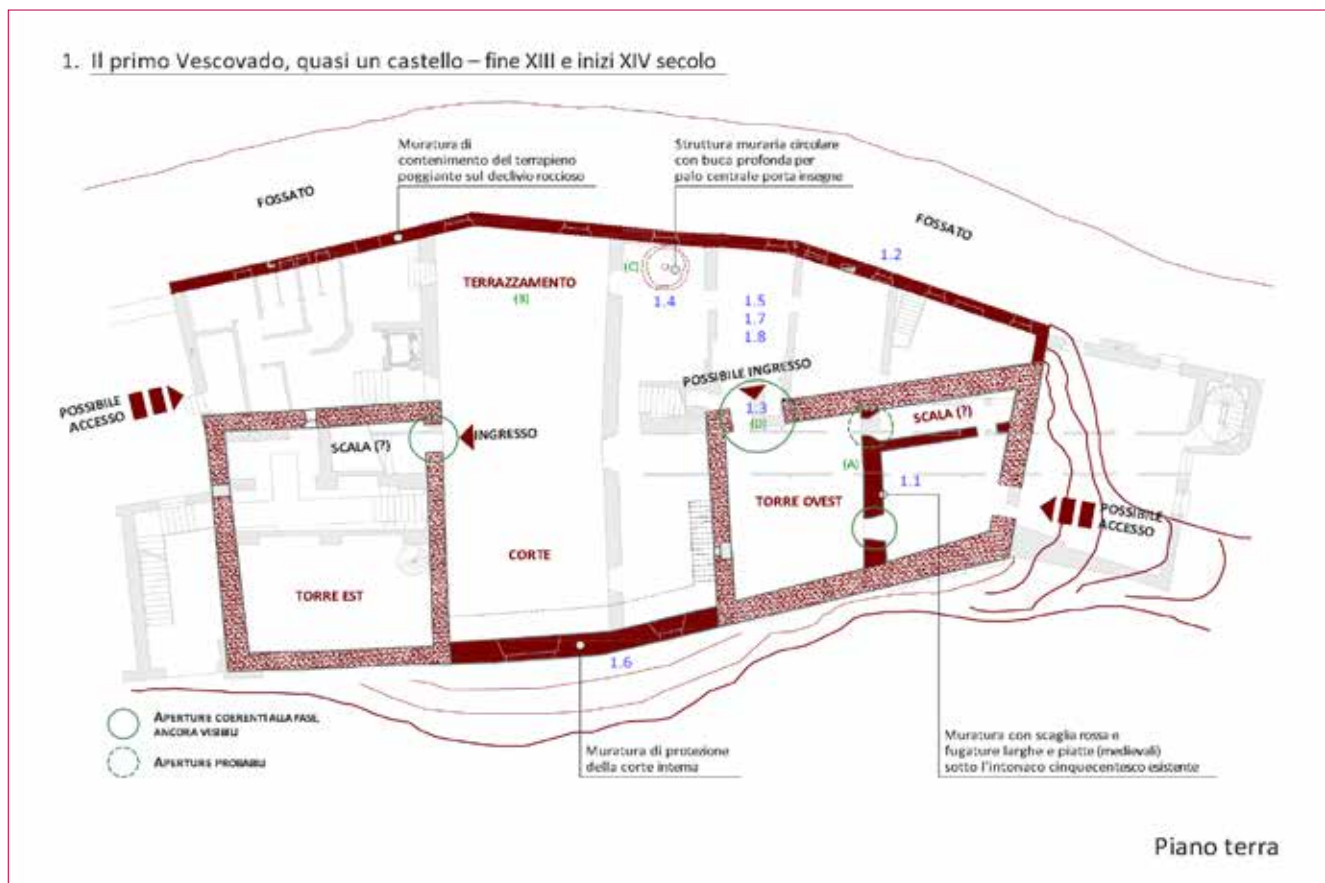 1. Il primo Vescovado, quasi un castello – fine XIII e inizi XIV secolo
Muratura di
contenimento del terrapieno
poggiante sul declivio roccioso
Struttura muraria circolare
con buca profonda per
palo centrale porta insegne
FOSSATO
FOSSATO
1.2
TERRAZZAMENTO
(B)
(C)
1.4
1.5
1.7
1.8
POSSIBILE INGRESSO
POSSIBILE
ACCESSO
1.3
(D)
SCALA (?)
SCALA (?)
INGRESSO
(A)
1.1
TORRE OVEST
POSSIBILE
ACCESSO
CORTE
TORRE EST
1.6
APERTURE COERENTI ALLA FASE,
ANCORA VISIBILI
APERTURE PROBABILI
Muratura di protezione
della corte interna
Muratura con scaglia rossa e
fugature larghe e piatte (medievali)
sotto l'intonaco cinquecentesco esistente
Piano terra